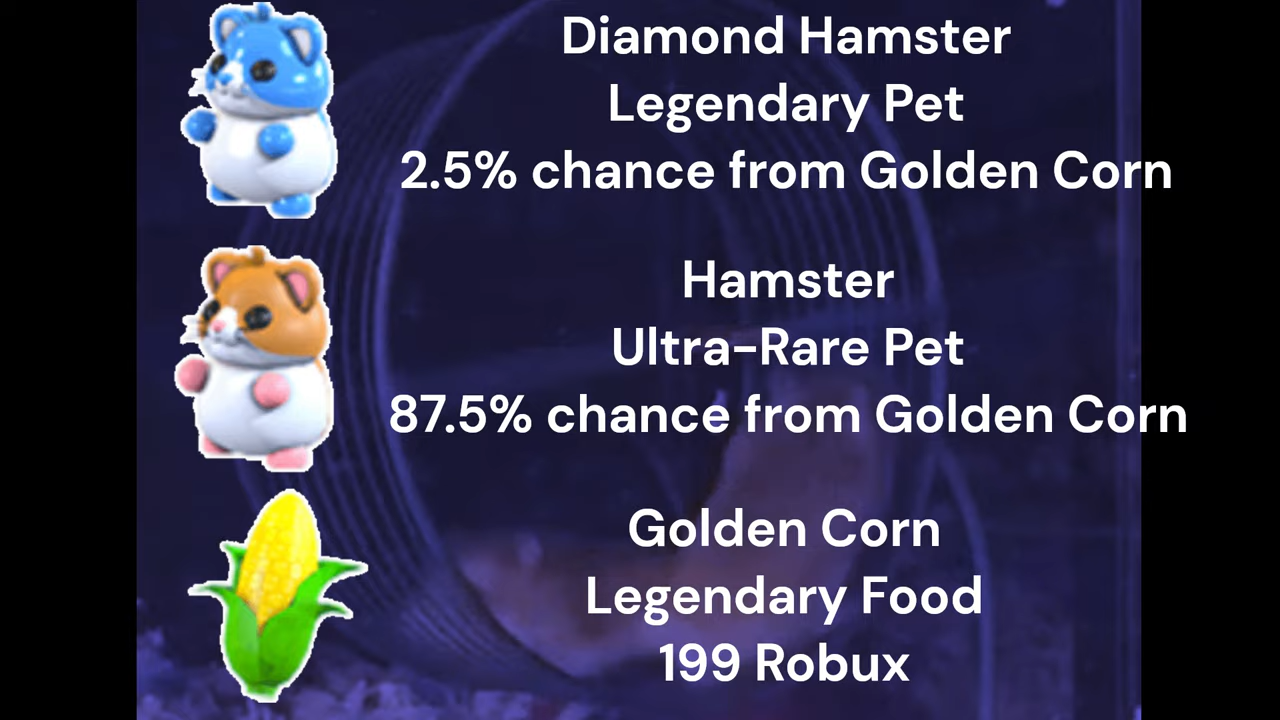 Diamond Hamster
Legendary Pet
2.5% chance from Golden Corn
Hamster
Ultra-Rare Pet
87.5% chance from Golden Corn
Golden Corn
Legendary Food
199 Robux